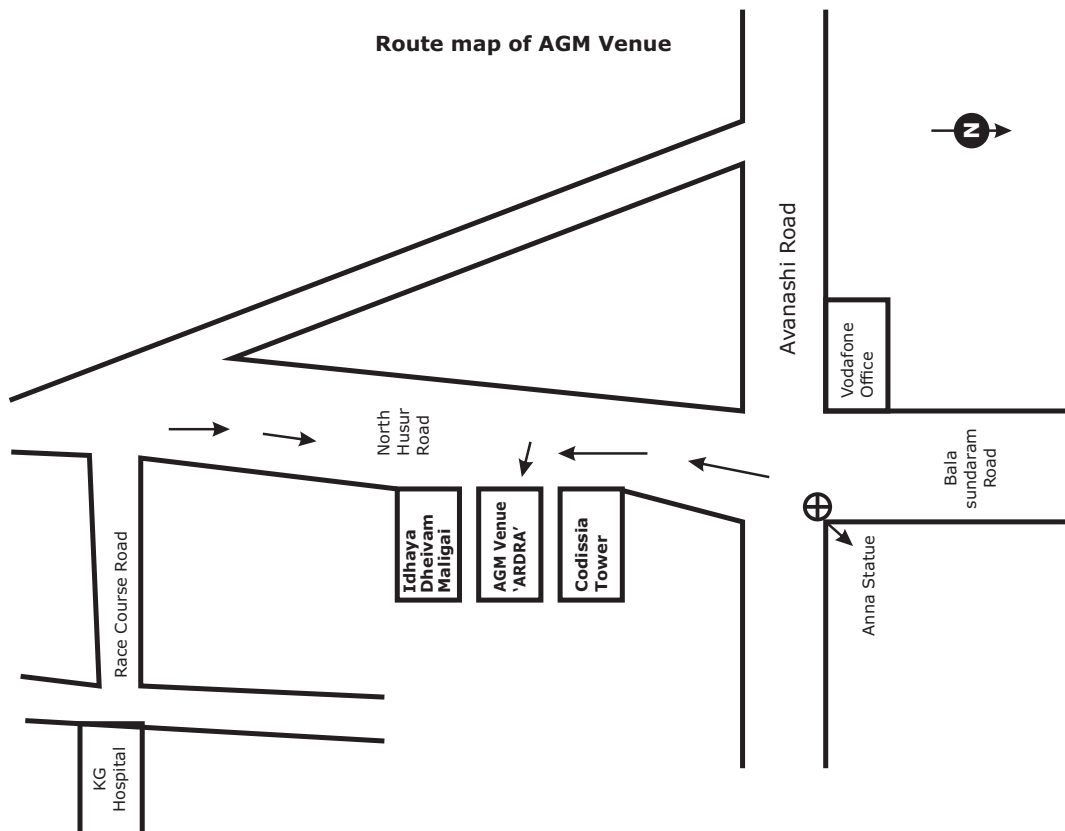 Route map of AGM Venue
N
Avanashi Road
Vodafone
Office
North
Husur
Road
Bala
sundaram
Road
Race Course Road
Idhaya
Dheivam
Maligai
AGM Venue
‘ARDRA’
Codissia
Tower
Anna Statue
KG
Hospital